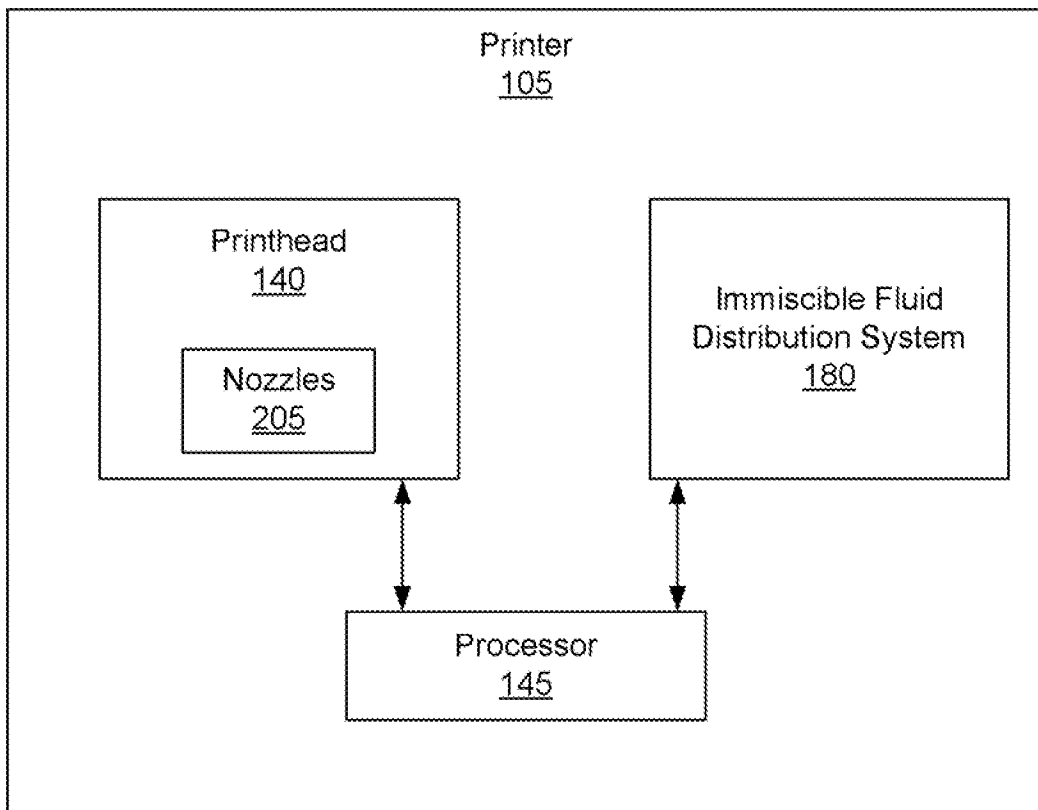 Printer
105
Printhead
140
Nozzles
205
Immiscible Fluid
Distribution System
180
Processor
145